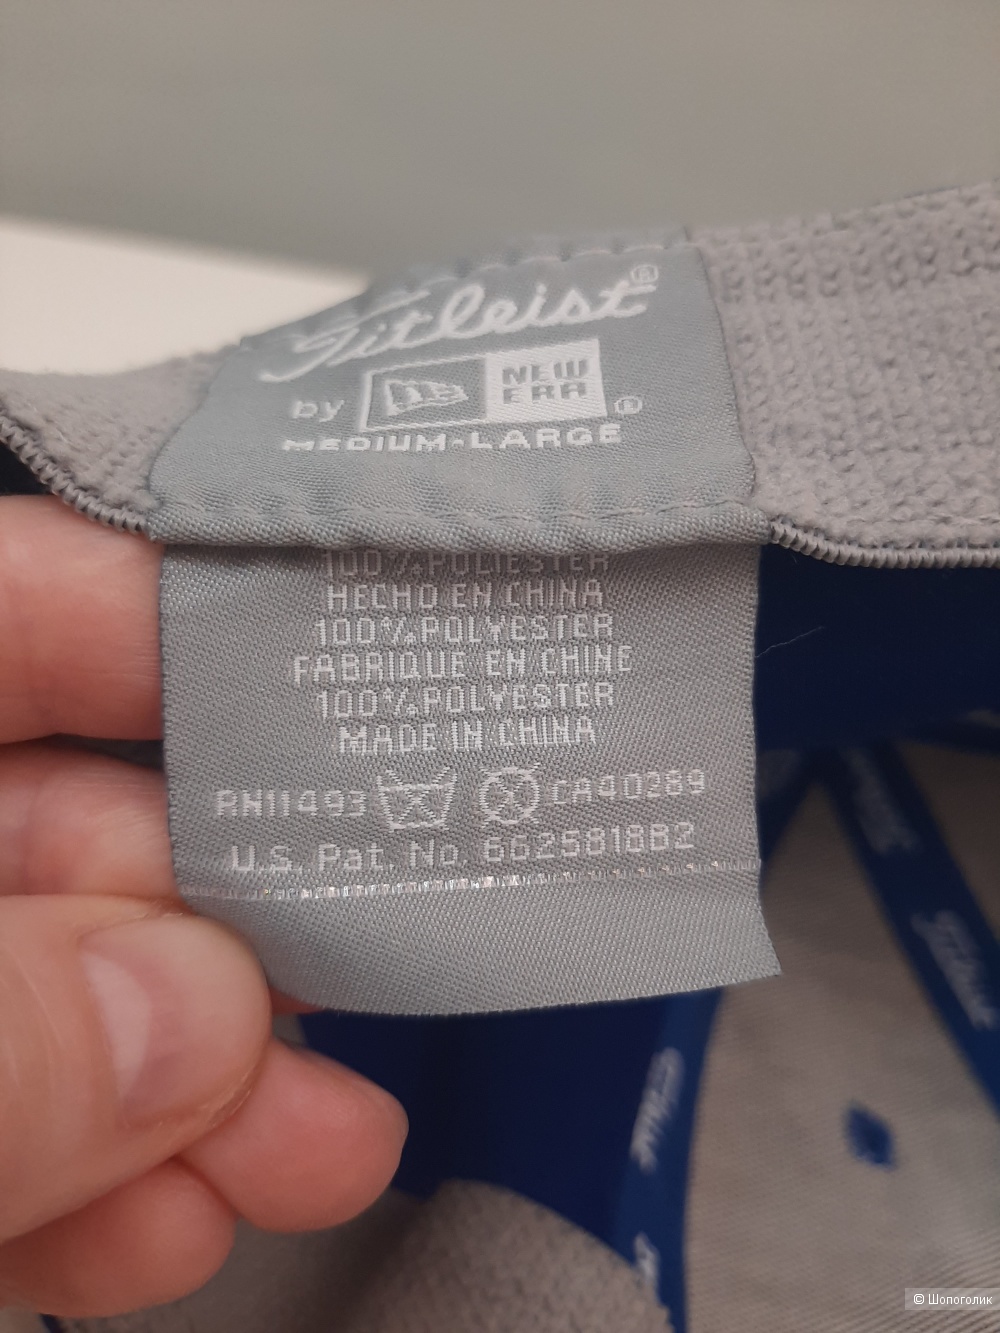 Titleist®
by NEW ERA®
MEDIUM-LARGE
100%POLIESTER
HECHO EN CHINA
100%POLYESTER
FABRIQUE EN CHINE
100%POLYESTER
MADE IN CHINA
RN11493 CA40289
U.S. Pat. No. 6625818B2
Titleist
© Шопоголик